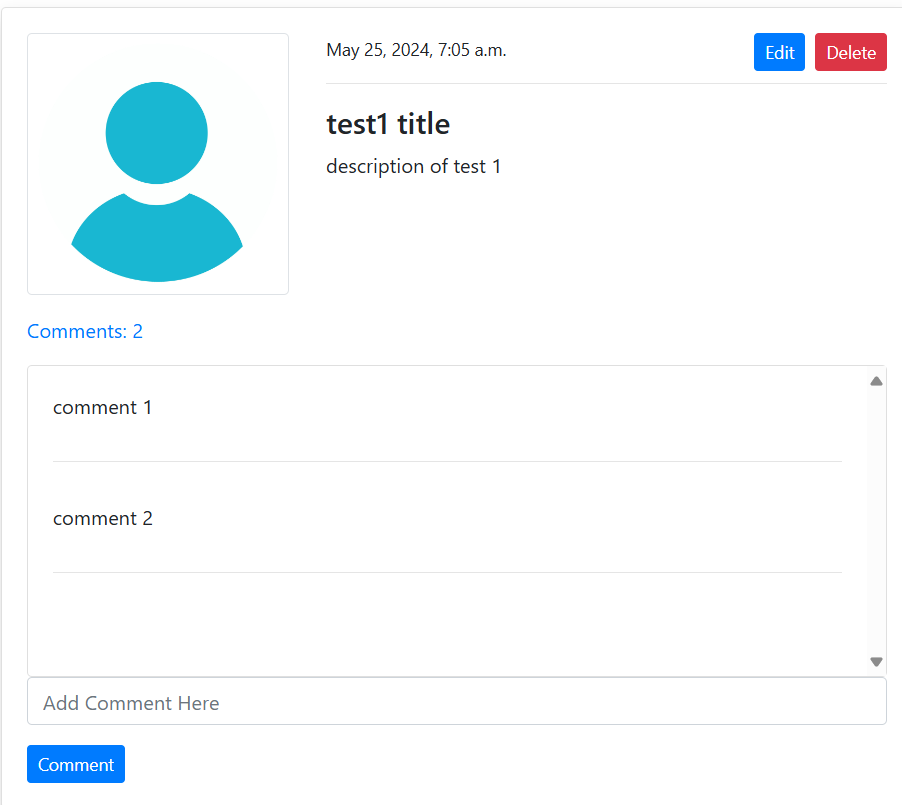 May 25, 2024, 7:05 a.m.
Edit
Delete
test1 title
description of test 1
Comments: 2
comment 1
comment 2
Add Comment Here
Comment